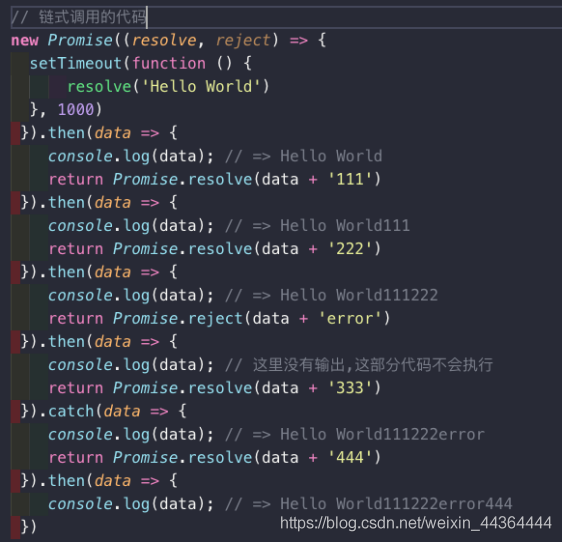 // 链式调用的代码
new Promise((resolve, reject) => {
  setTimeout(function () {
      resolve('Hello World')
  }, 1000)
}).then(data => {
    console.log(data); // => Hello World
    return Promise.resolve(data + '111')
}).then(data => {
    console.log(data); // => Hello World111
    return Promise.resolve(data + '222')
}).then(data => {
    console.log(data); // => Hello World111222
    return Promise.reject(data + 'error')
}).then(data => {
    console.log(data); // 这里没有输出,这部分代码不会执行
    return Promise.resolve(data + '333')
}).catch(data => {
    console.log(data); // => Hello World111222error
    return Promise.resolve(data + '444')
}).then(data => {
    console.log(data); // => Hello World111222error444
})
https://blog.csdn.net/weixin_44364444